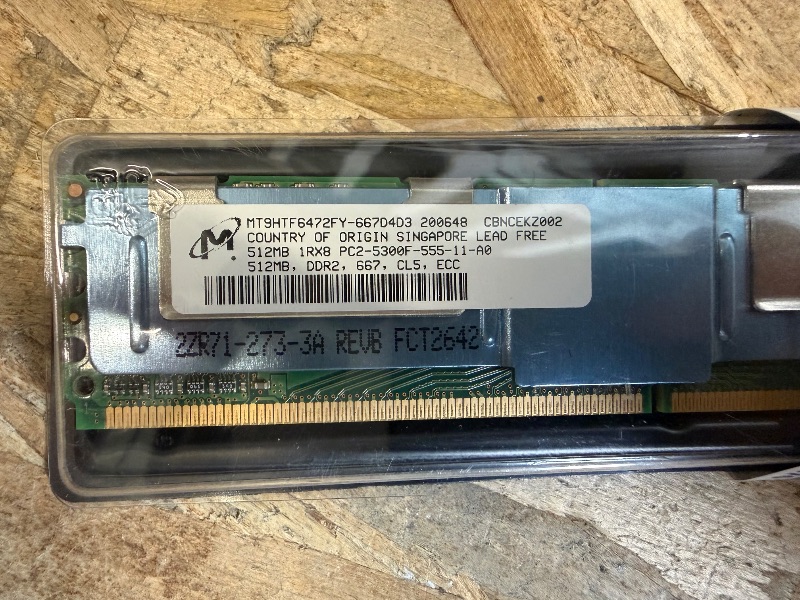 MT9HTF6472FY-667D4D3 200648 CBNCEKZ002
COUNTRY OF ORIGIN SINGAPORE LEAD FREE
512MB 1RX8 PC2-5300F-555-11-A0
512MB, DDR2, 667, CL5, ECC
2ZR71-273-3A REVB FCT2642